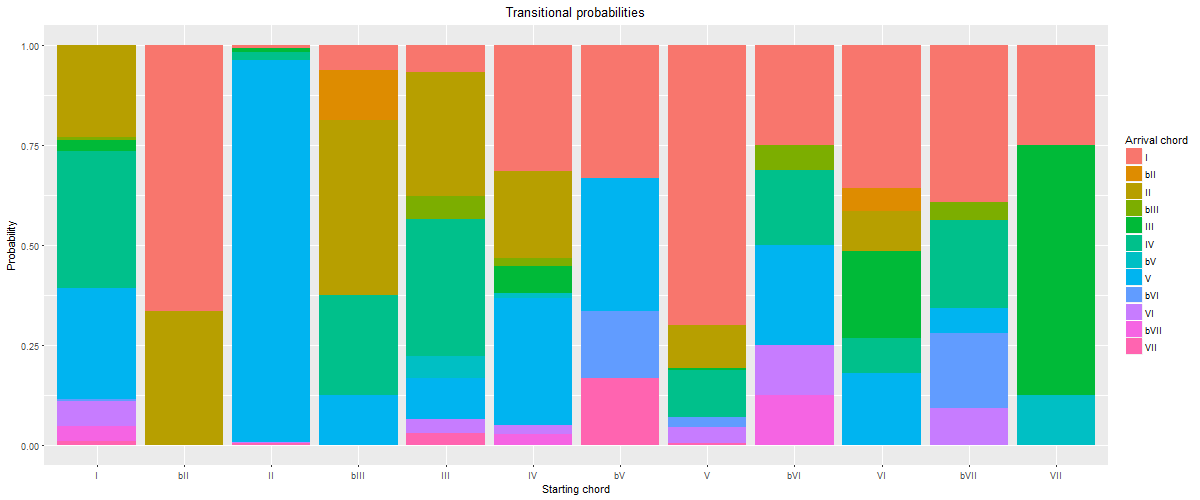 Transitional probabilities
1.00
0.75
0.50
0.25
0.00
Probability
I bII II bIII III IV bV V bVI VI bVII VII
Starting chord
Arrival chord
I
bII
II
bIII
III
IV
bV
V
bVI
VI
bVII
VII